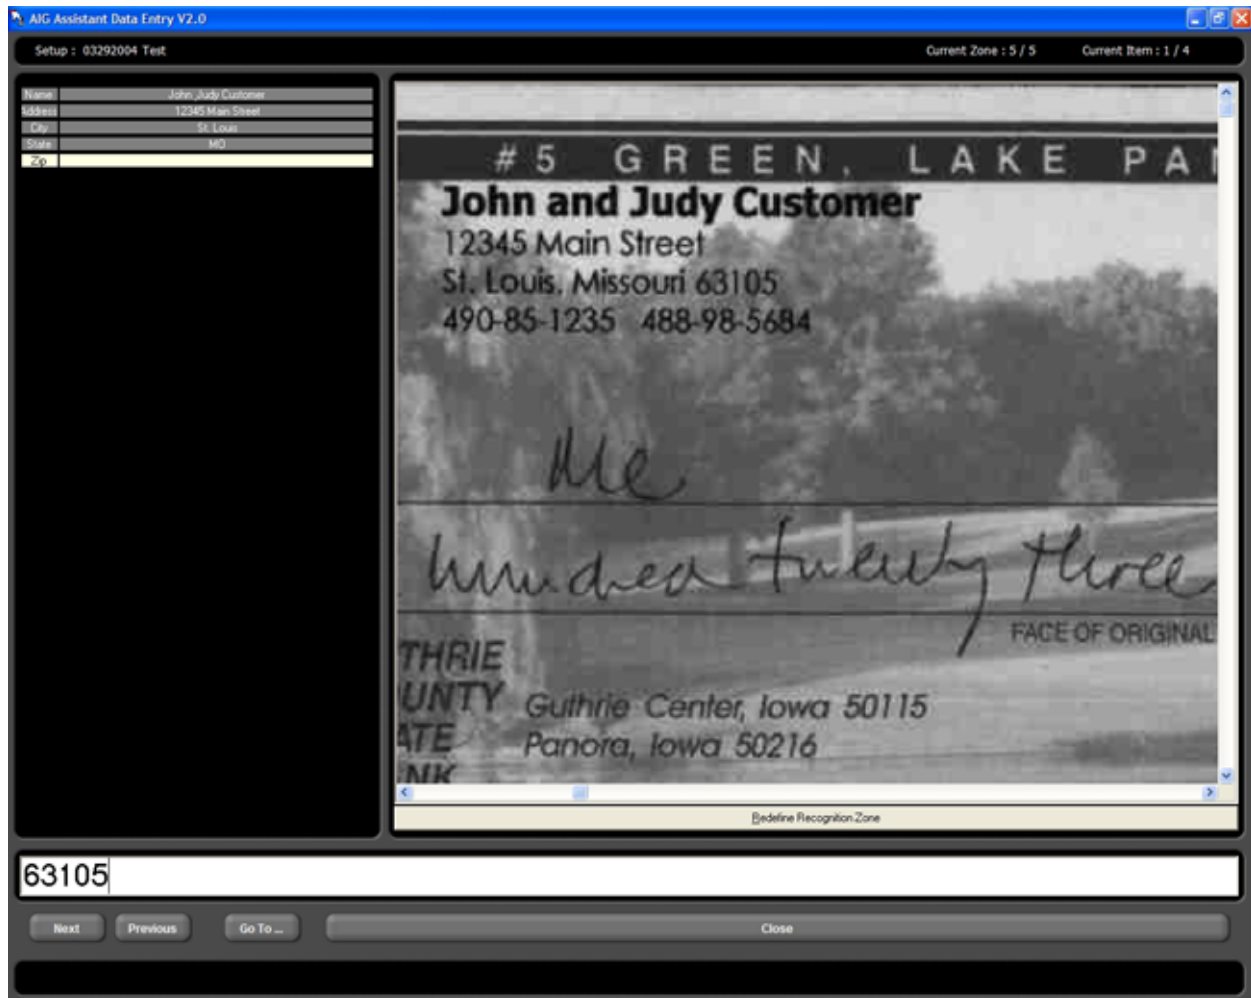 AIG Assistant Data Entry V2.0
Setup : 03292004 Test
Current Zone : 5 / 5 Current Item : 1 / 4
Name John ,Judy Customer
Address 12345 Main Street
City St. Louis
State MO
Zip
#5 GREEN, LAKE PA
John and Judy Customer
12345 Main Street
St. Louis, Missouri 63105
490-85-1235 488-98-5684
Me
hundred twenty three
FACE OF ORIGINAL
THRIE
UNTY
ATE
NK
Guthrie Center, Iowa 50115
Panora, Iowa 50216
Redefine Recognition Zone
63105
Next Previous Go To ... Close